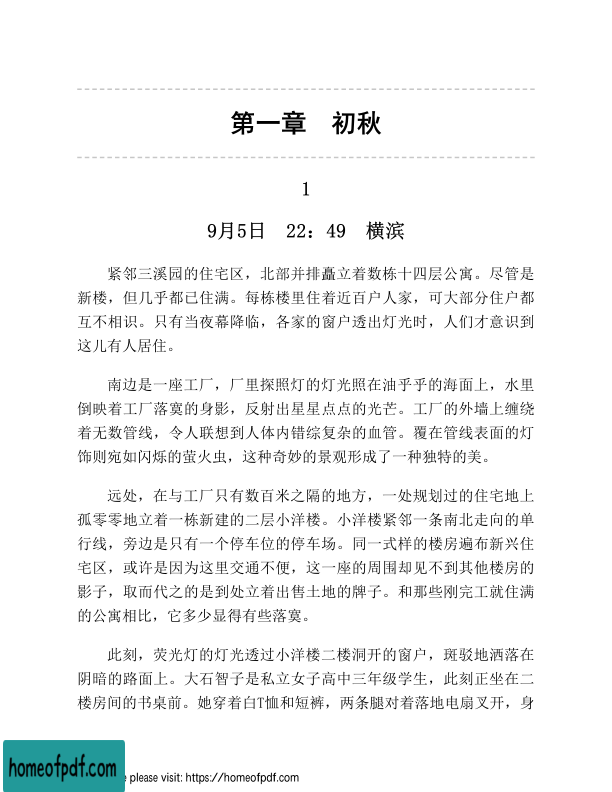 第一章 初秋
1
9月5日 22：49 横滨
紧邻三溪园的住宅区，北部并排矗立着数栋十四层公寓。尽管是
新楼，但几乎都已住满。每栋楼里住着近百户人家，可大部分住户都
互不相识。只有当夜幕降临，各家的窗户透出灯光时，人们才意识到
这儿有人居住。
南边是一座工厂，厂里探照灯的灯光照在油乎乎的海面上，水里
倒映着工厂落寞的身影，反射出星星点点的光芒。工厂的外墙上缠绕
着无数管线，令人联想到人体内错综复杂的血管。覆在管线表面的灯
饰则宛如闪烁的萤火虫，这种奇妙的景观形成了一种独特的美。
远处，在与工厂只有数百米之隔的地方，一处规划过的住宅地上
孤零零地立着一栋新建的二层小洋楼。小洋楼紧邻一条南北走向的单
行线，旁边是只有一个停车位的停车场。同一式样的楼房遍布新兴住
宅区，或许是因为这里交通不便，这一座的周围却见不到其他楼房的
影子，取而代之的是到处立着出售土地的牌子。和那些刚完工就住满
的公寓相比，它多少显得有些落寞。
此刻，荧光灯的灯光透过小洋楼二楼洞开的窗户，斑驳地洒落在
阴暗的路面上。大石智子是私立女子高中三年级学生，此刻正坐在二
楼房间的书桌前。她穿着白T恤和短裤，两条腿对着落地电扇叉开，身
homeofpdf.com
e please visit: https://homeofpdf.com